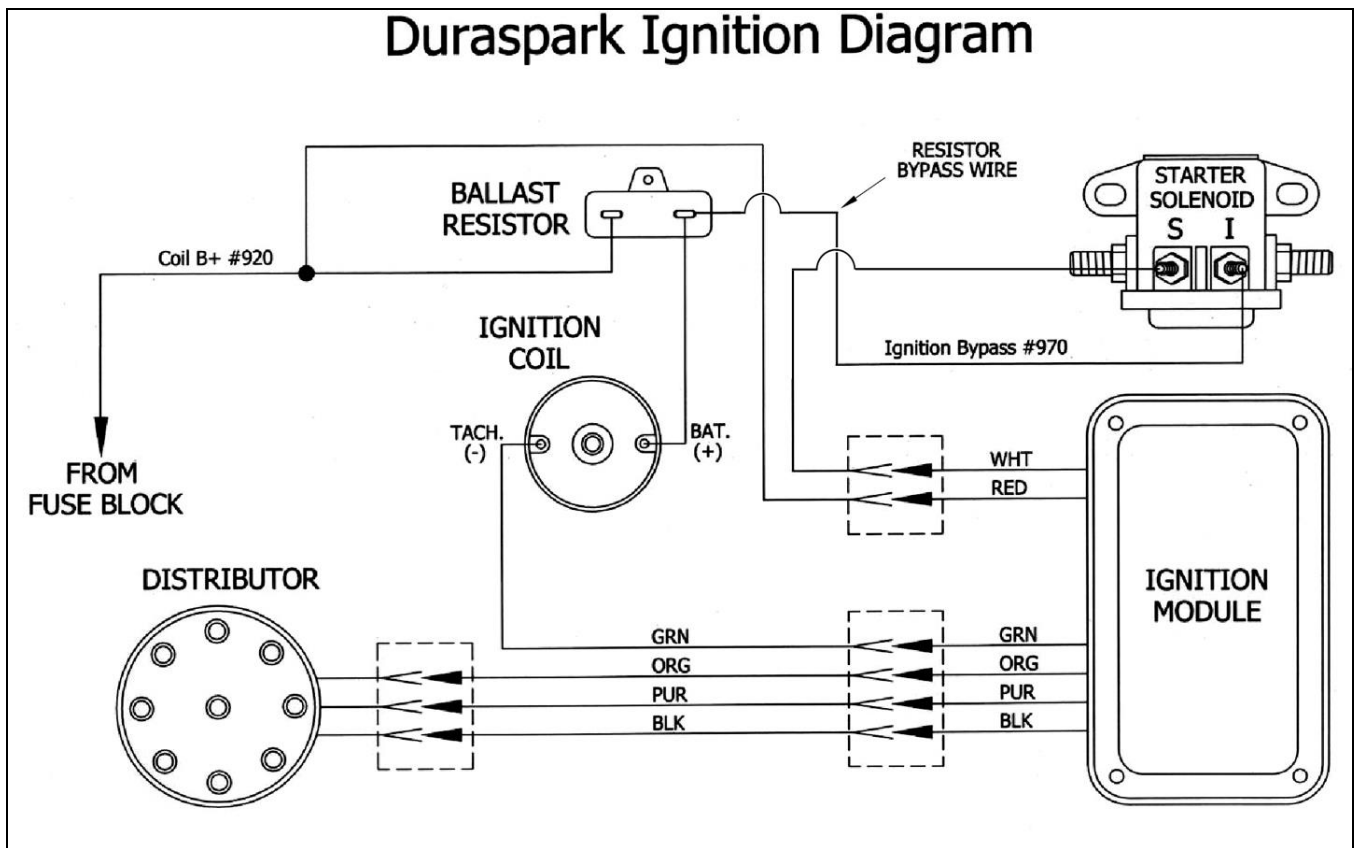 Duraspark Ignition Diagram
RESISTOR
BYPASS WIRE
BALLAST
RESISTOR
STARTER
SOLENOID
S I
Coil B+ #920
IGNITION
COIL
Ignition Bypass #970
TACH.
(-)
BAT.
(+)
FROM
FUSE BLOCK
WHT
RED
DISTRIBUTOR
IGNITION
MODULE
GRN
GRN
ORG
ORG
PUR
PUR
BLK
BLK